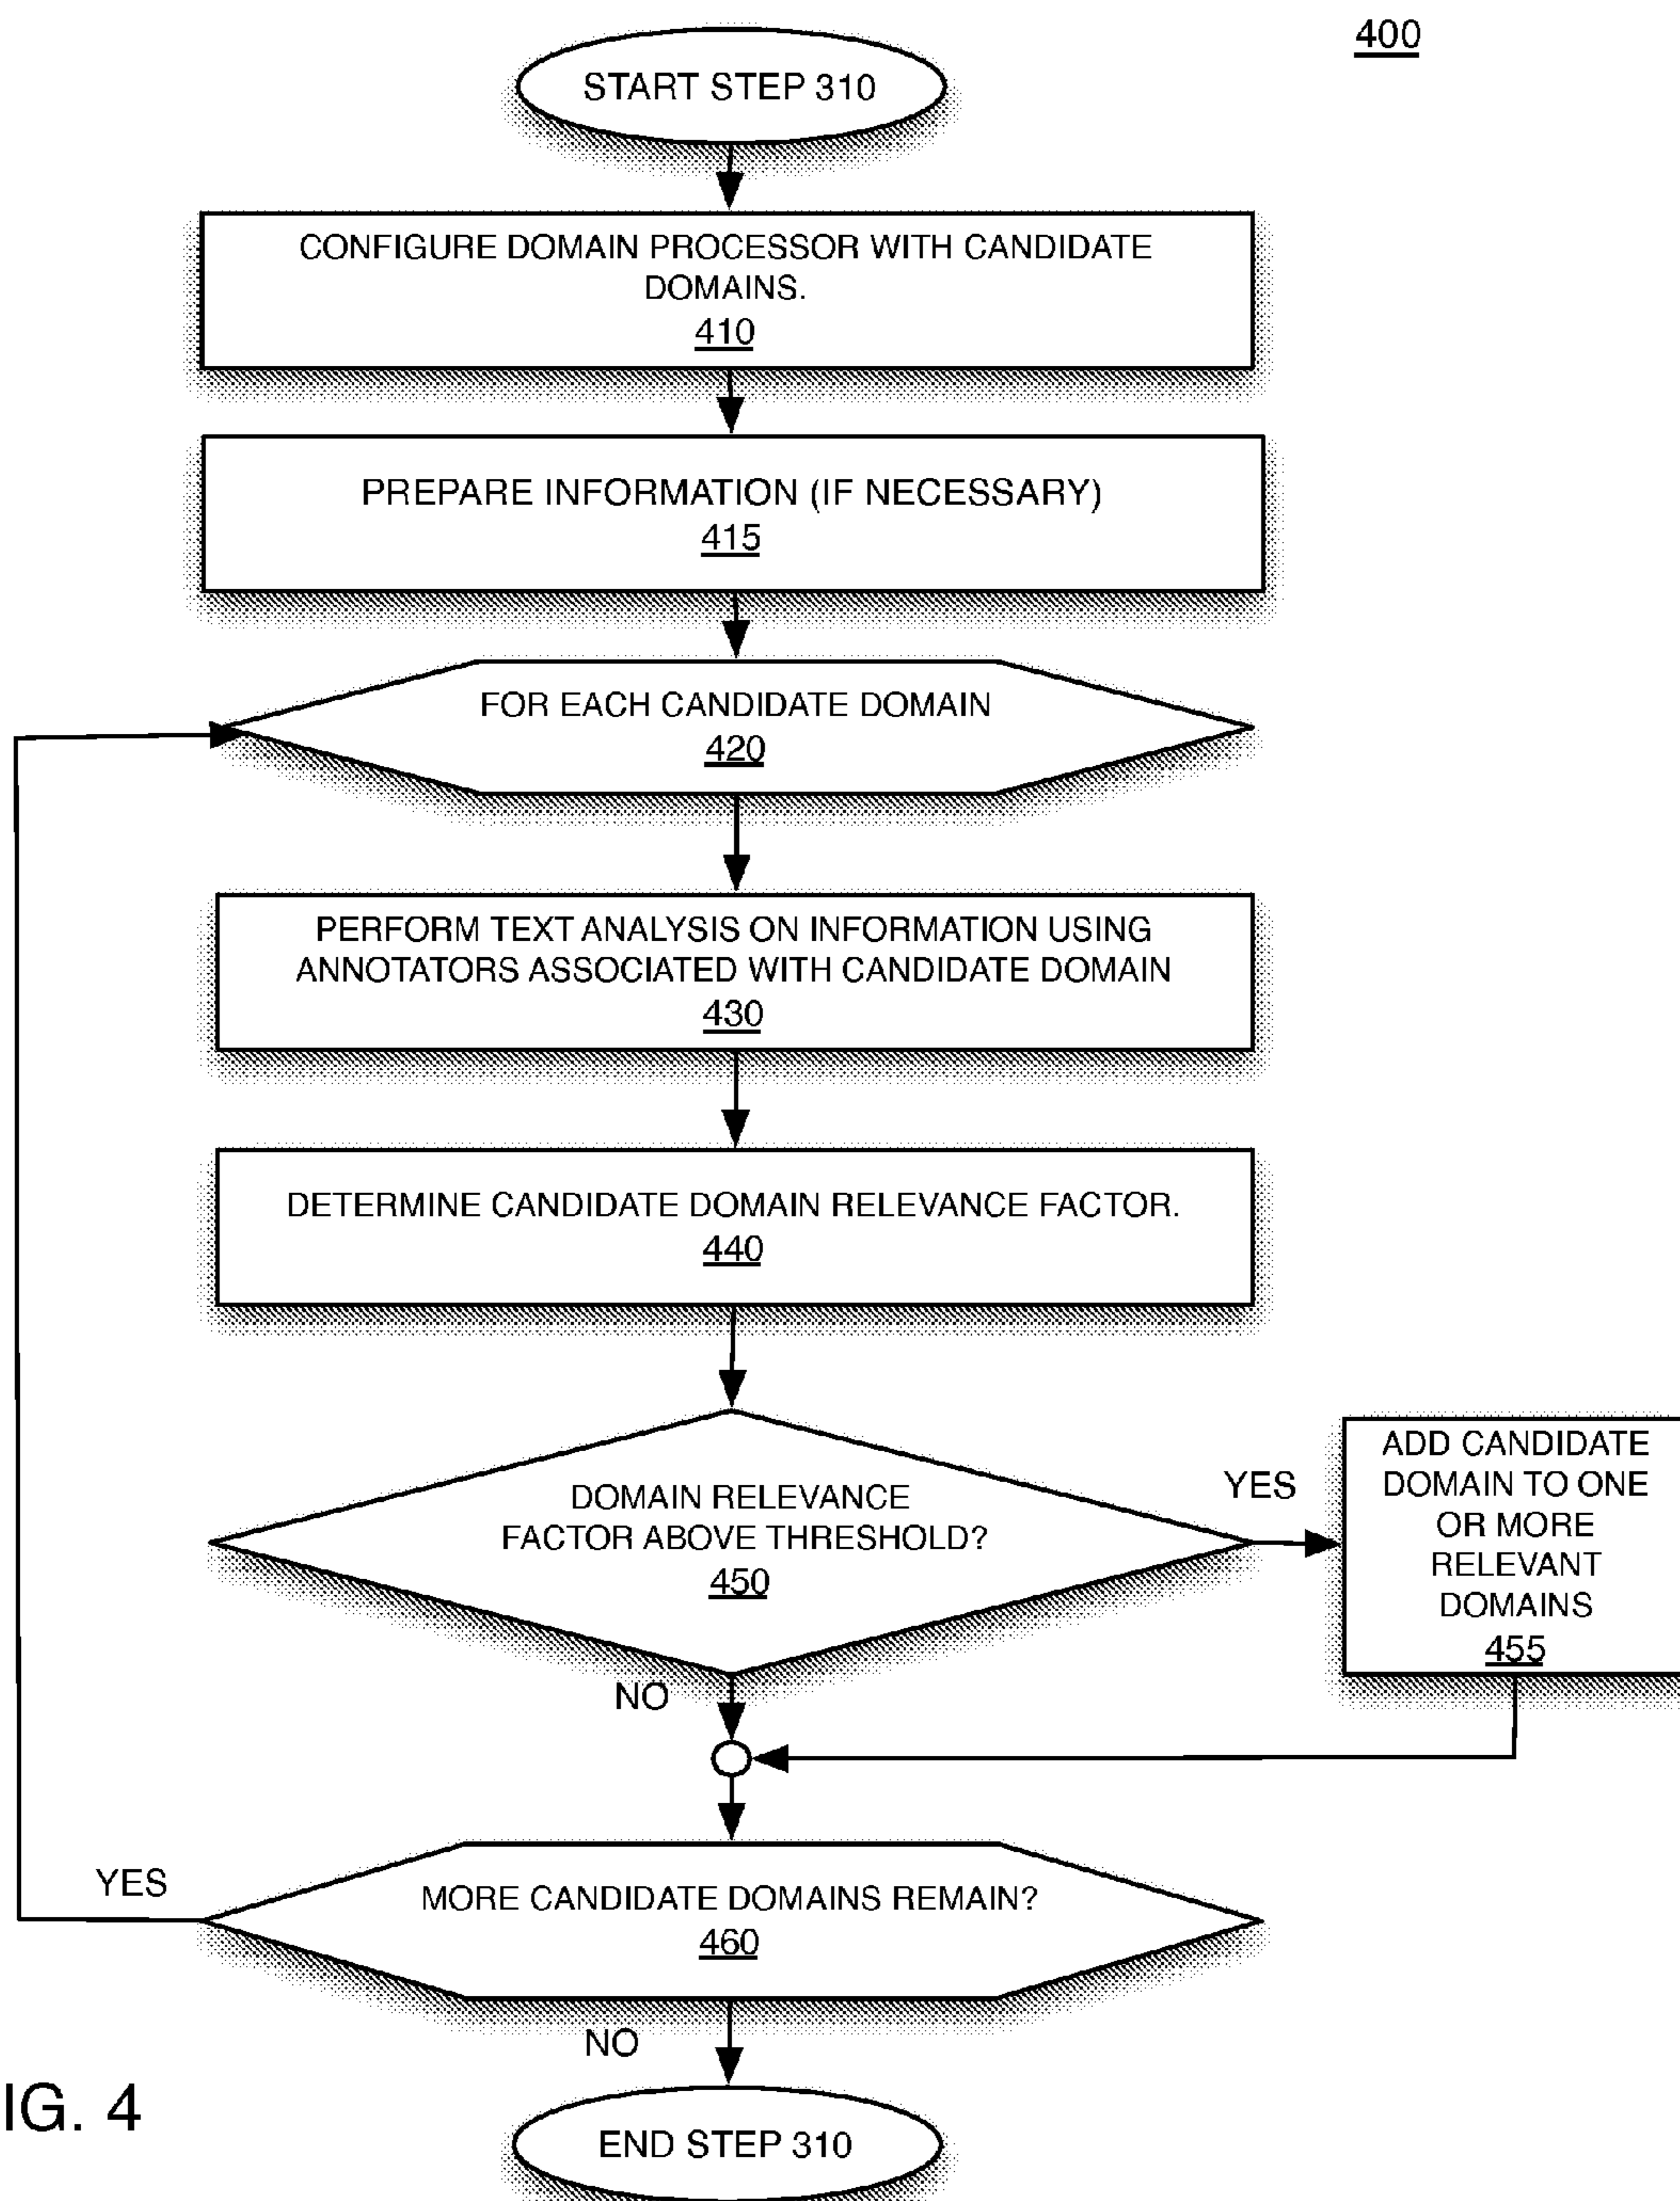 400
START STEP 310
CONFIGURE DOMAIN PROCESSOR WITH CANDIDATE
DOMAINS.
410
PREPARE INFORMATION (IF NECESSARY)
415
FOR EACH CANDIDATE DOMAIN
420
PERFORM TEXT ANALYSIS ON INFORMATION USING
ANNOTATORS ASSOCIATED WITH CANDIDATE DOMAIN
430
DETERMINE CANDIDATE DOMAIN RELEVANCE FACTOR.
440
DOMAIN RELEVANCE
FACTOR ABOVE THRESHOLD?
450
YES
ADD CANDIDATE
DOMAIN TO ONE
OR MORE
RELEVANT
DOMAINS
455
NO
YES
MORE CANDIDATE DOMAINS REMAIN?
460
NO
END STEP 310
IG. 4